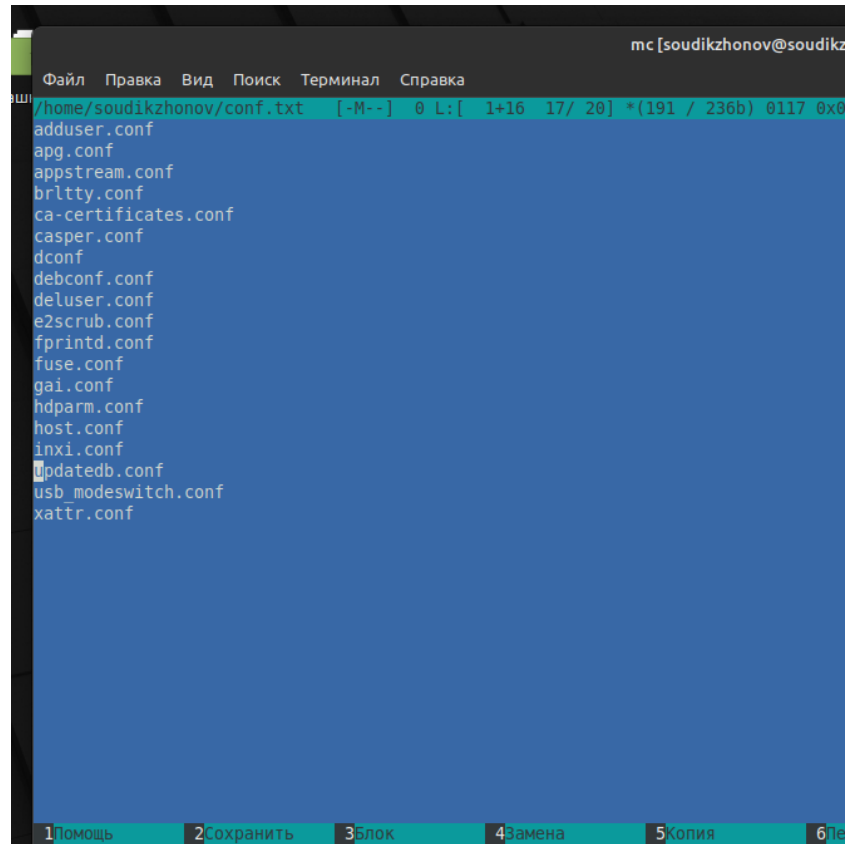 mc [soudikzhonov@soudikz
Файл Правка Вид Поиск Терминал Справка
/home/soudikzhonov/conf.txt [-M--] 0 L:[ 1+16 17/ 20] *(191 / 236b) 0117 0x0
adduser.conf
apg.conf
appstream.conf
brltty.conf
ca-certificates.conf
casper.conf
dconf
debconf.conf
deluser.conf
e2scrub.conf
fprintd.conf
fuse.conf
gai.conf
hdparm.conf
host.conf
inxi.conf
updatedb.conf
usb_modeswitch.conf
xattr.conf
1Помощь 2Сохранить 3Блок 4Замена 5Копия 6Пе